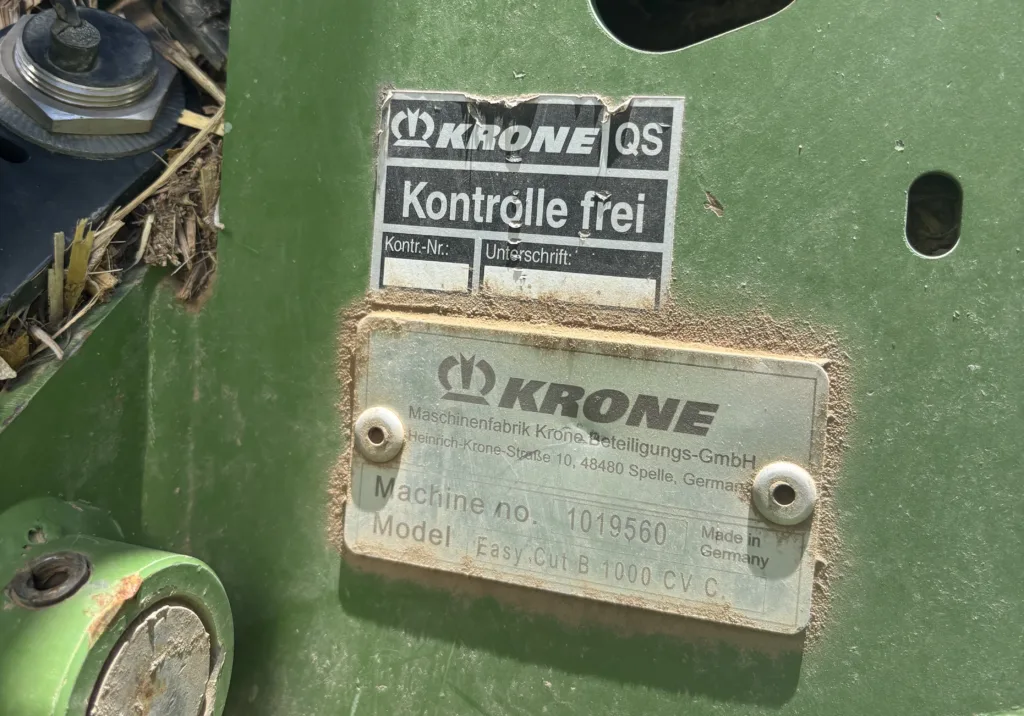 KRONE QS
Kontrolle frei
Kontr.-Nr.: Unterschrift:
KRONE
Maschinenfabrik Krone Beteiligungs-GmbH
Heinrich-Krone-Straße 10, 48480 Spelle, Germany
Machine no. 1019560 Made in Germany
Model Easy Cut B 1000 CV C.